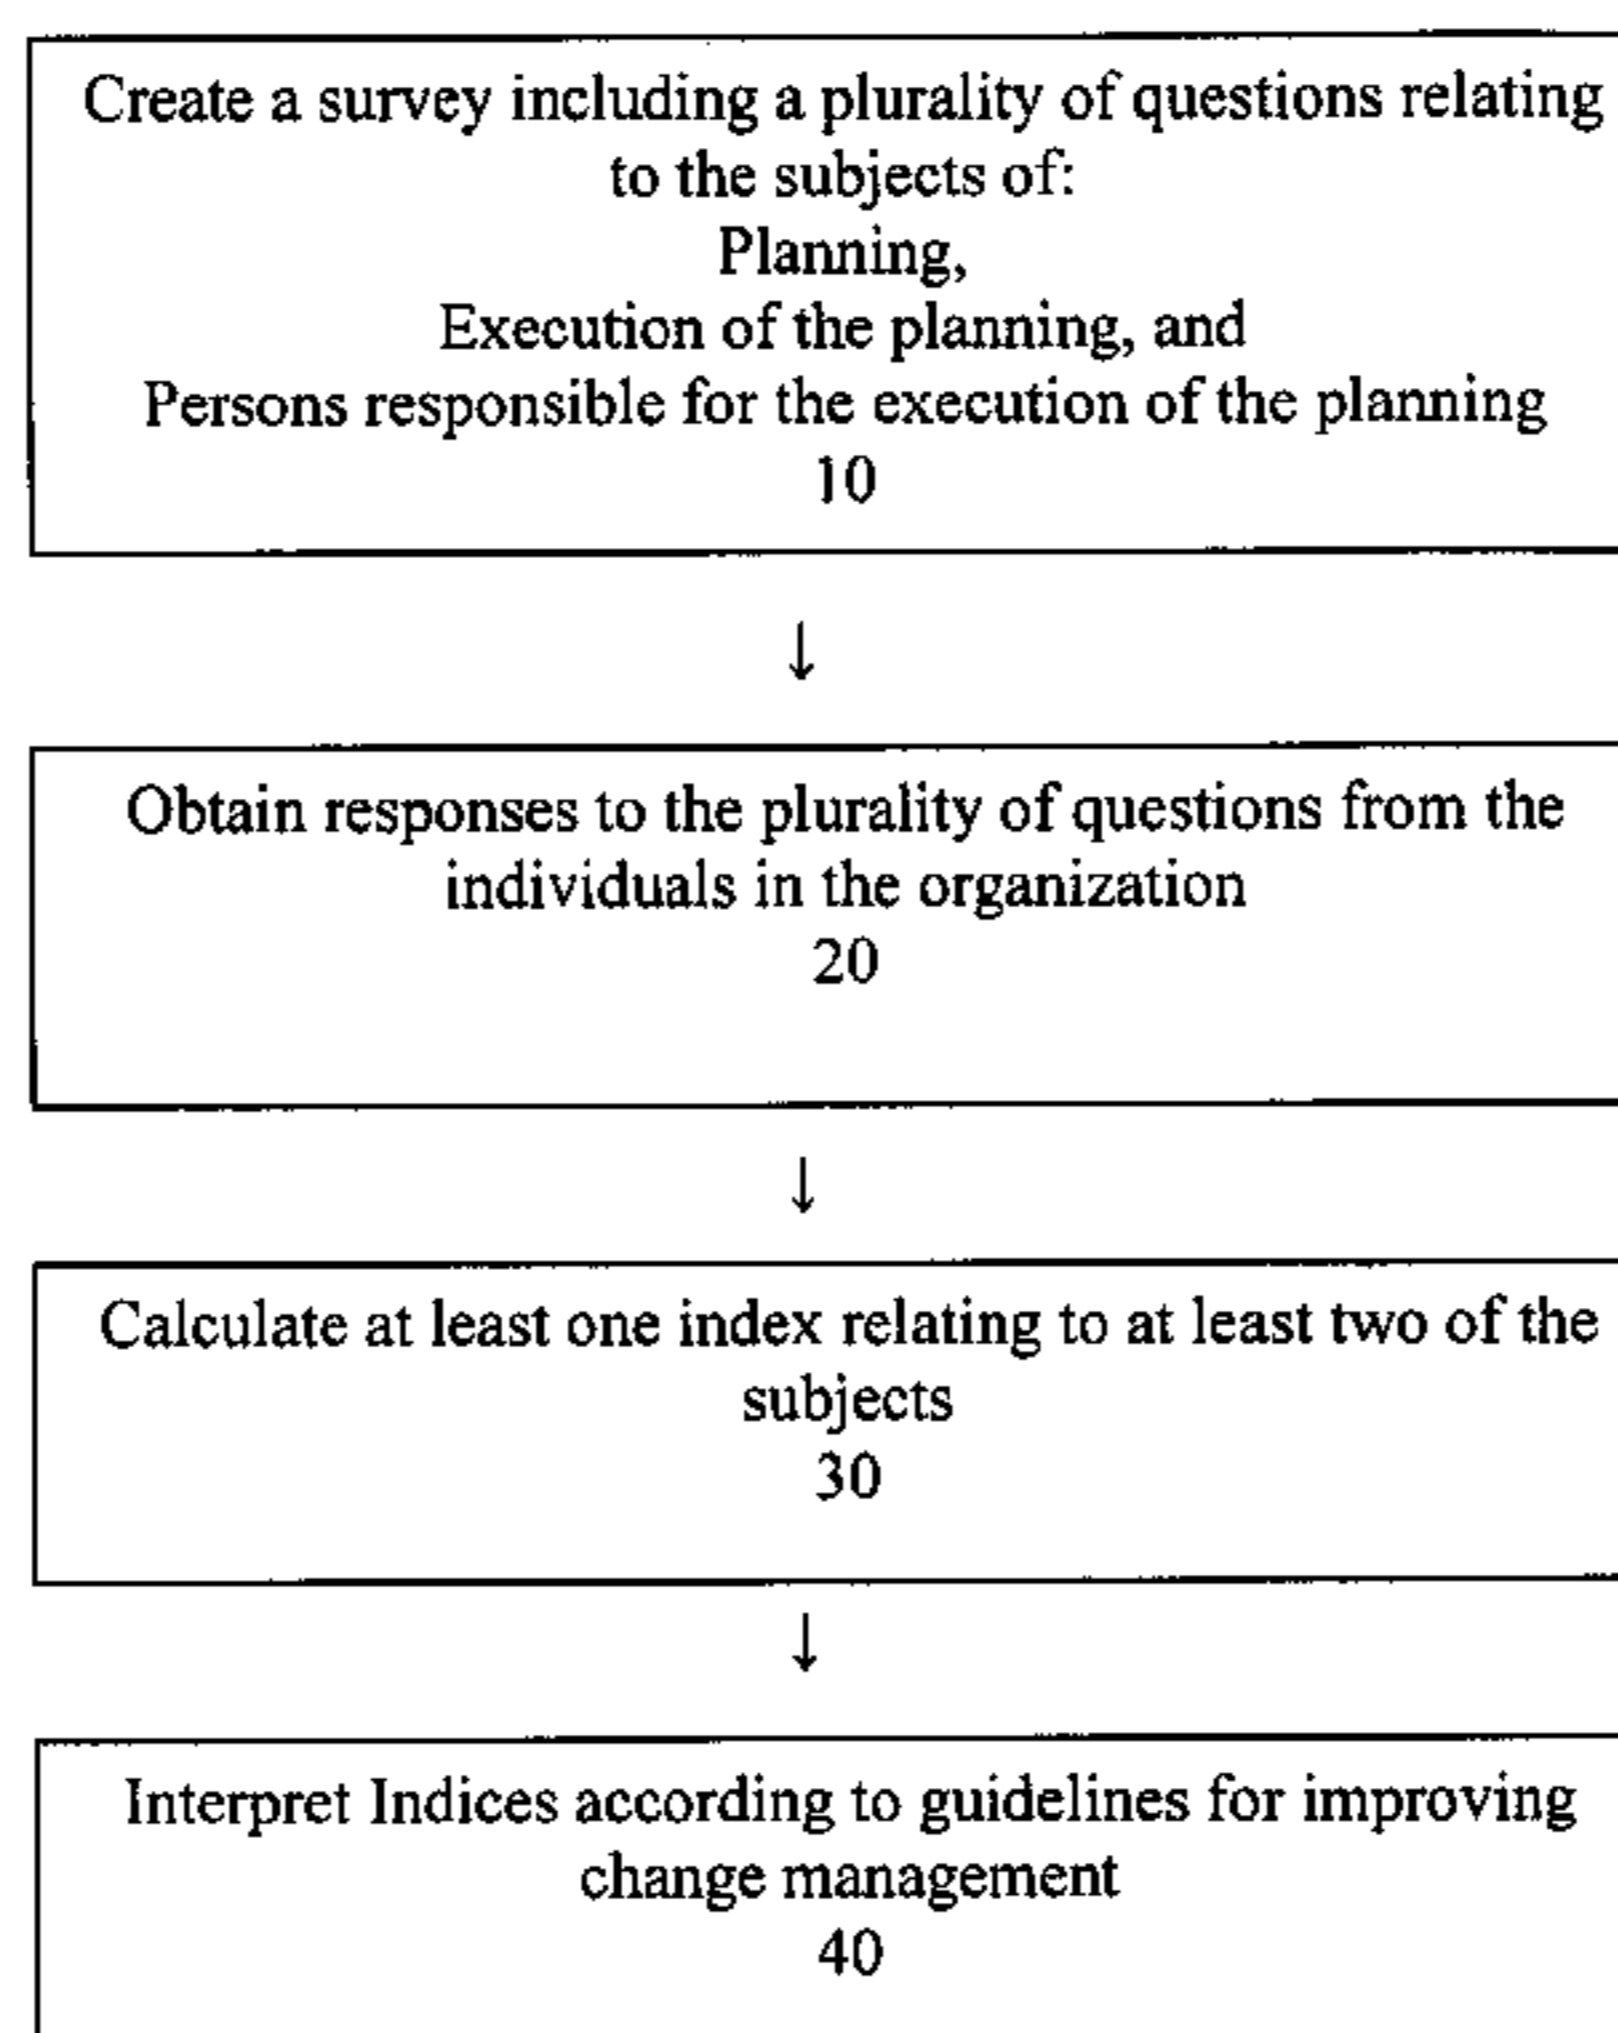 Create a survey including a plurality of questions relating
to the subjects of:
Planning,
Execution of the planning, and
Persons responsible for the execution of the planning
10
↓
Obtain responses to the plurality of questions from the
individuals in the organization
20
↓
Calculate at least one index relating to at least two of the
subjects
30
↓
Interpret Indices according to guidelines for improving
change management
40